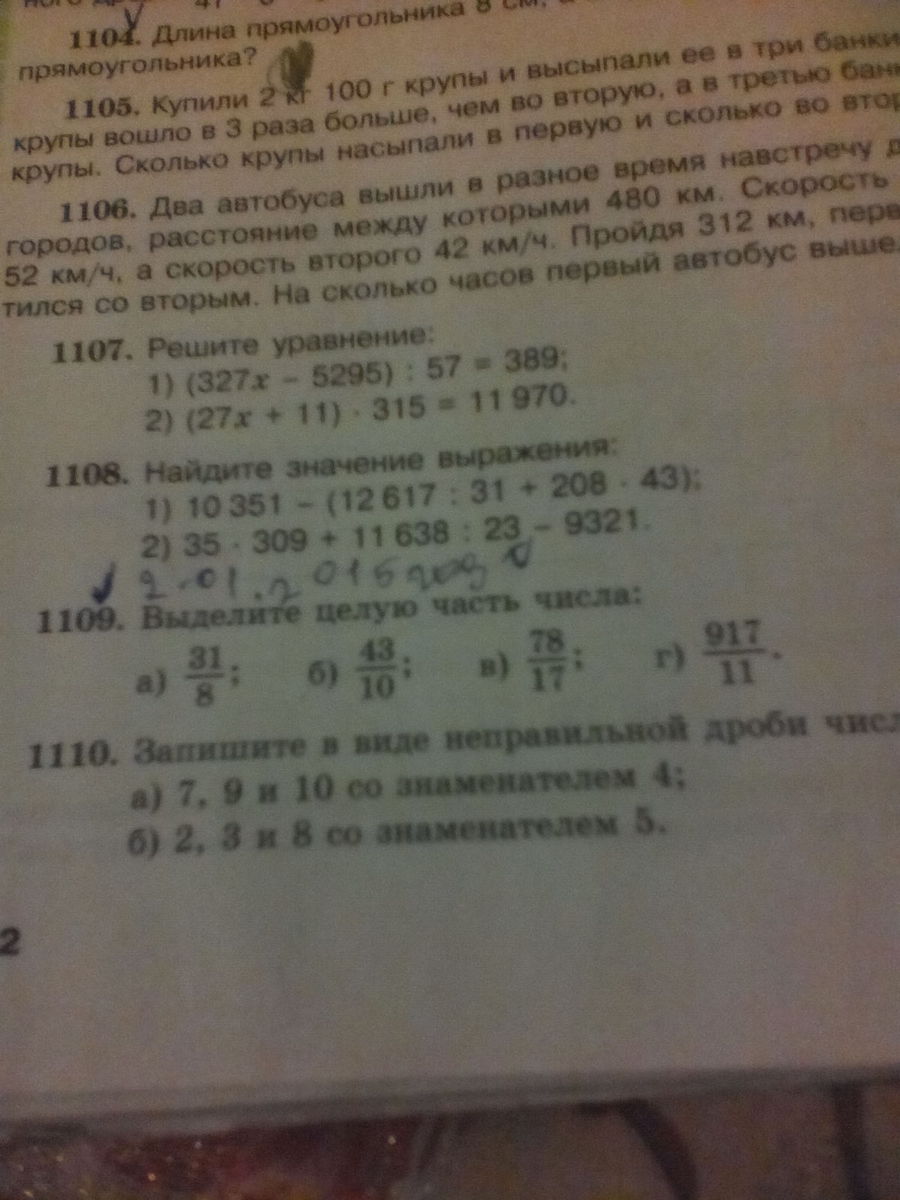 1104. Длина прямоугольника 8 см,
прямоугольника?
1105. Купили 2 кг 100 г крупы и высыпали ее в три банки
крупы вошло в 3 раза больше, чем во вторую, а в третью бан
крупы. Сколько крупы насыпали в первую и сколько во втор
1106. Два автобуса вышли в разное время навстречу д
городов, расстояние между которыми 480 км. Скорость
52 км/ч, а скорость второго 42 км/ч. Пройдя 312 км, перв
тился со вторым. На сколько часов первый автобус выше
1107. Решите уравнение:
1) (327x − 5295) : 57 = 389;
2) (27x + 11) · 315 = 11 970.
1108. Найдите значение выражения:
1) 10 351 − (12 617 : 31 + 208 · 43);
2) 35 · 309 + 11 638 : 23 − 9321.
2.01.2015
1109. Выделите целую часть числа:
а) 31/8; б) 43/10; в) 78/17; г) 917/11.
1110. Запишите в виде неправильной дроби числ
а) 7, 9 и 10 со знаменателем 4;
б) 2, 3 и 8 со знаменателем 5.
2